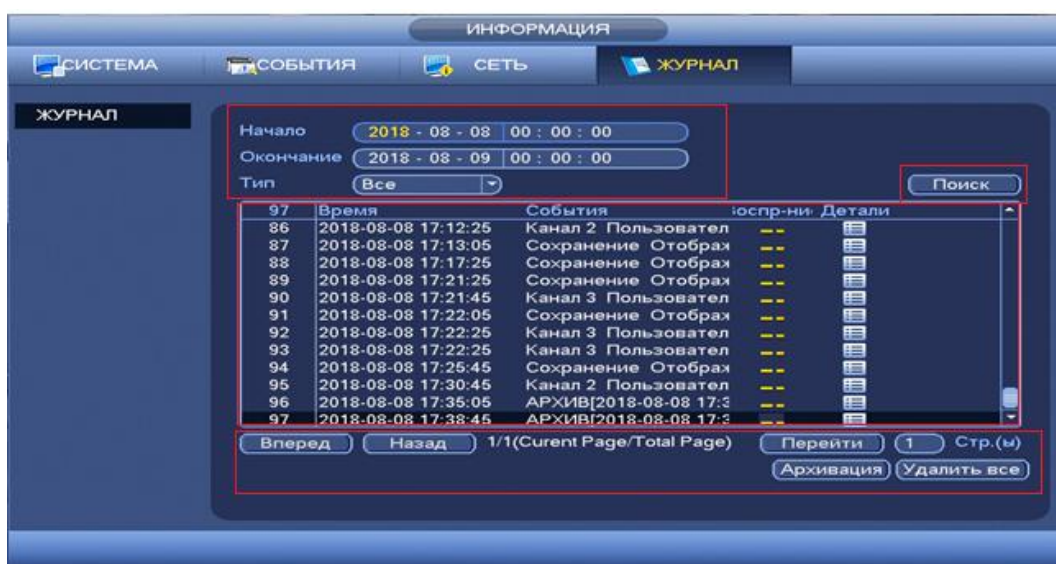 ИНФОРМАЦИЯ
СИСТЕМА СОБЫТИЯ СЕТЬ ЖУРНАЛ
ЖУРНАЛ
Начало 2018 - 08 - 08 00 : 00 : 00
Окончание 2018 - 08 - 09 00 : 00 : 00
Тип Все
Поиск
97 Время События оспр-ни Детали
86 2018-08-08 17:12:25 Канал 2 Пользовател
87 2018-08-08 17:13:05 Сохранение Отображ
88 2018-08-08 17:17:25 Сохранение Отображ
89 2018-08-08 17:21:25 Сохранение Отображ
90 2018-08-08 17:21:45 Канал 3 Пользовател
91 2018-08-08 17:22:05 Сохранение Отображ
92 2018-08-08 17:22:25 Канал 3 Пользовател
93 2018-08-08 17:22:25 Канал 3 Пользовател
94 2018-08-08 17:25:45 Сохранение Отображ
95 2018-08-08 17:30:45 Канал 2 Пользовател
96 2018-08-08 17:35:05 АРХИВ[2018-08-08 17:3
97 2018-08-08 17:38:45 АРХИВ[2018-08-08 17:3
Вперед Назад 1/1(Curent Page/Total Page) Перейти 1 Стр.(ы)
Архивация Удалить все